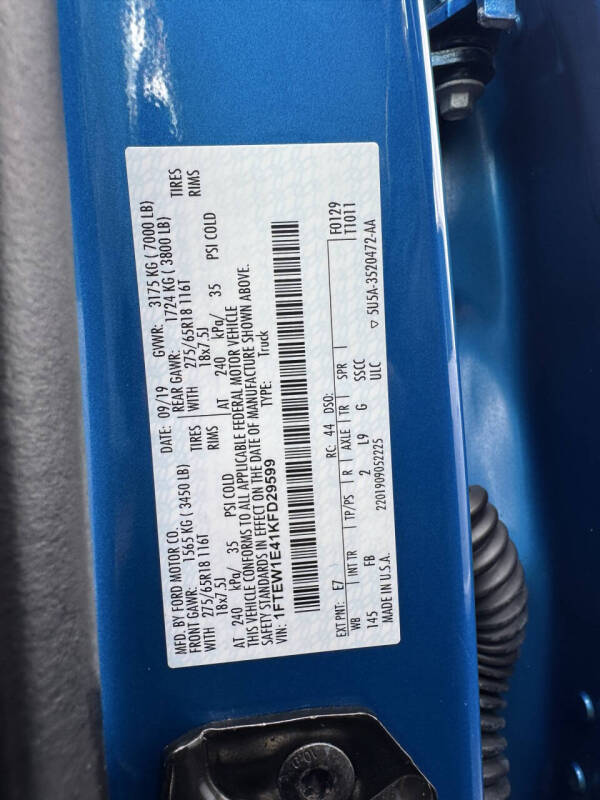 MFD. BY FORD MOTOR CO. DATE: 09/19 GVWR: 3175 KG ( 7000 LB)
FRONT GAWR: 1565 KG ( 3450 LB) REAR GAWR: 1724 KG ( 3800 LB)
WITH 275/65R18 116T TIRES WITH 275/65R18 116T TIRES
18x7.5J RIMS 18x7.5J RIMS
AT 240 kPa/ 35 PSI COLD AT 240 kPa/ 35 PSI COLD
THIS VEHICLE CONFORMS TO ALL APPLICABLE FEDERAL MOTOR VEHICLE
SAFETY STANDARDS IN EFFECT ON THE DATE OF MANUFACTURE SHOWN ABOVE.
VIN: 1FTEW1E41KFD29599 TYPE: Truck
F0129
T1011
EXT PNT: E7 RC: 44 DSO:
WB INT TR TP/PS R AXLE TR SPR
145 FB 2 L9 G SSCC
MADE IN U.S.A. 2201909052225 ULC ▽ 5U5A-3520472-AA